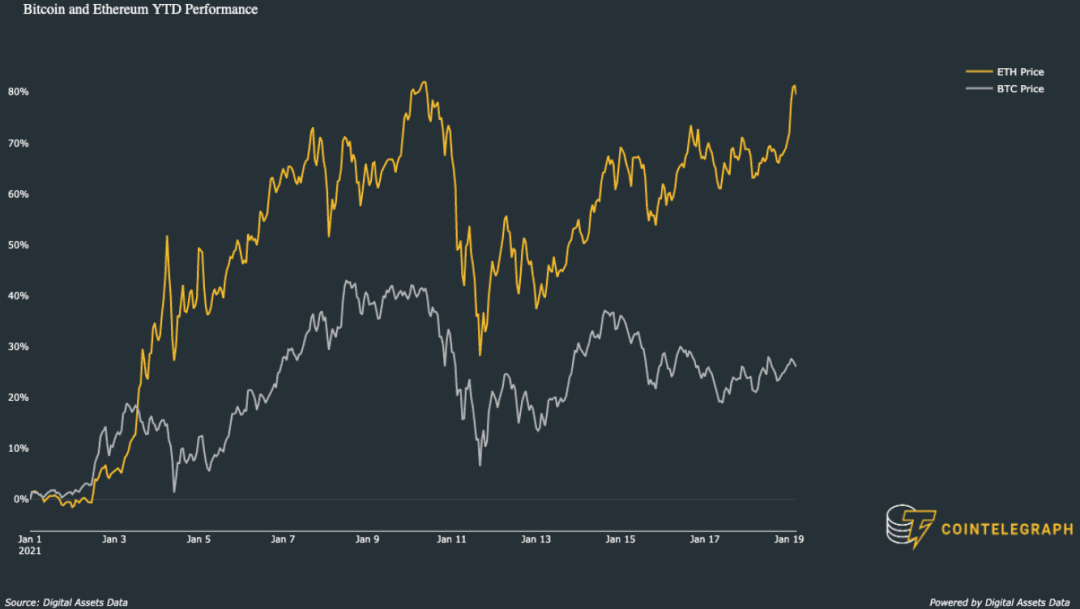 Bitcoin and Ethereum YTD Performance
ETH Price
BTC Price
80%
70%
60%
50%
40%
30%
20%
10%
0%
Jan 1 Jan 3 Jan 5 Jan 7 Jan 9 Jan 11 Jan 13 Jan 15 Jan 17 Jan 19
2021
COINTELEGRAPH
Source: Digital Assets Data
Powered by Digital Assets Data